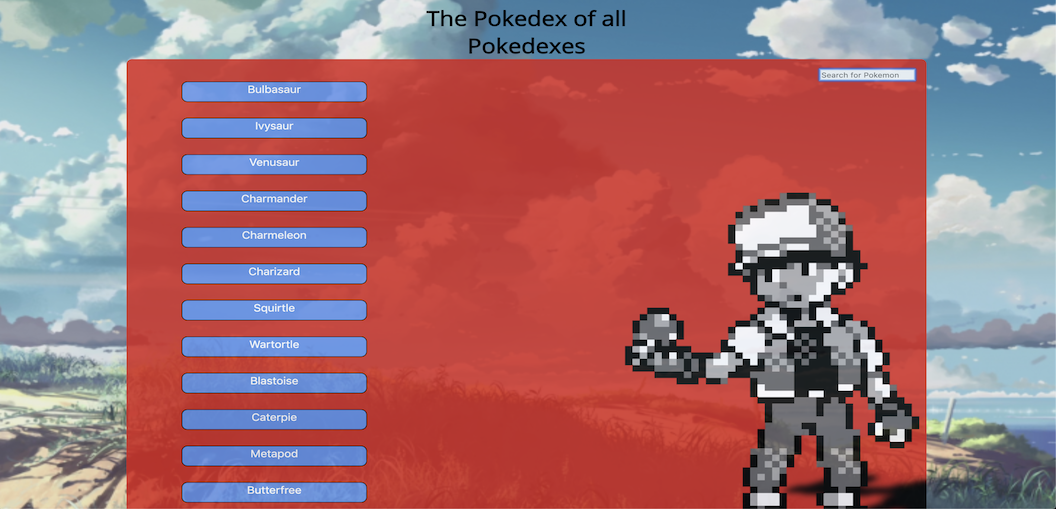 The Pokedex of all
Pokedexes
Search for Pokemon
Bulbasaur
Ivysaur
Venusaur
Charmander
Charmeleon
Charizard
Squirtle
Wartortle
Blastoise
Caterpie
Metapod
Butterfree